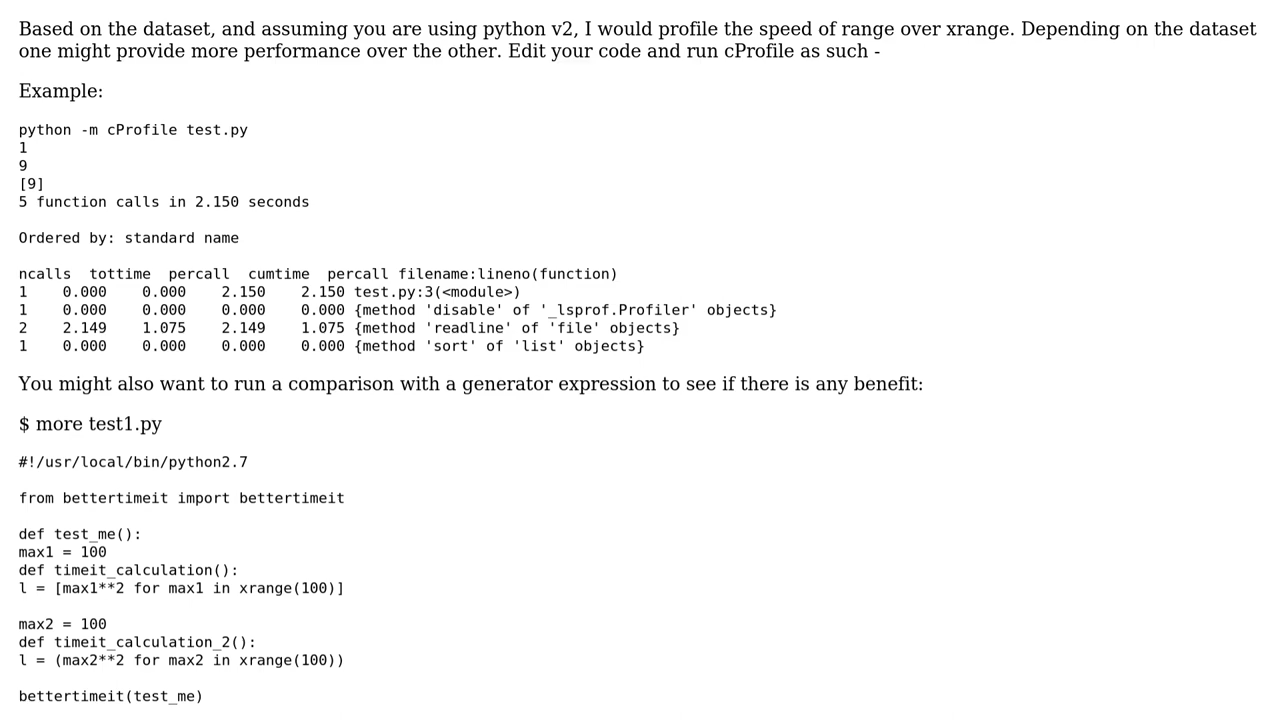 Based on the dataset, and assuming you are using python v2, I would profile the speed of range over xrange. Depending on the dataset
one might provide more performance over the other. Edit your code and run cProfile as such -
Example:
python -m cProfile test.py
1
9
[9]
5 function calls in 2.150 seconds
Ordered by: standard name
ncalls  tottime  percall  cumtime  percall filename:lineno(function)
1    0.000    0.000    2.150    2.150 test.py:3(<module>)
1    0.000    0.000    0.000    0.000 {method 'disable' of '_lsprof.Profiler' objects}
2    2.149    1.075    2.149    1.075 {method 'readline' of 'file' objects}
1    0.000    0.000    0.000    0.000 {method 'sort' of 'list' objects}
You might also want to run a comparison with a generator expression to see if there is any benefit:
$ more test1.py
#!/usr/local/bin/python2.7
from bettertimeit import bettertimeit
def test_me():
max1 = 100
def timeit_calculation():
l = [max1**2 for max1 in xrange(100)]
max2 = 100
def timeit_calculation_2():
l = (max2**2 for max2 in xrange(100))
bettertimeit(test_me)